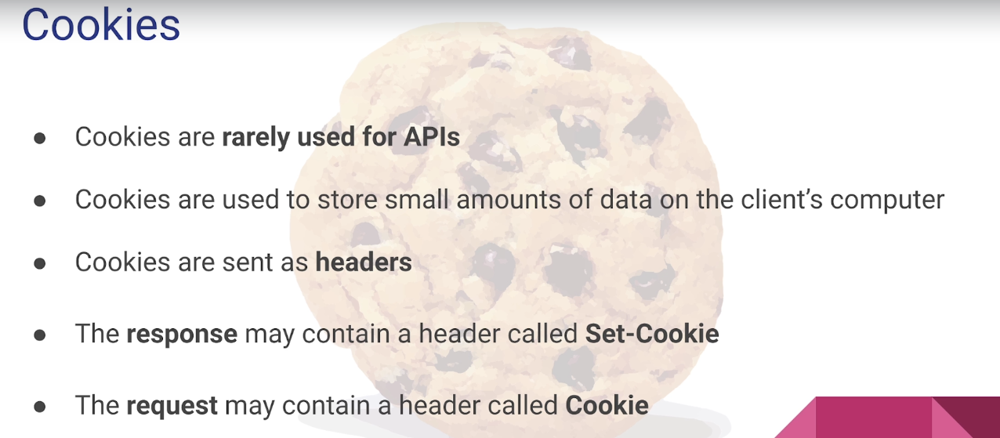 Cookies
● Cookies are rarely used for APIs
● Cookies are used to store small amounts of data on the client’s computer
● Cookies are sent as headers
● The response may contain a header called Set-Cookie
● The request may contain a header called Cookie